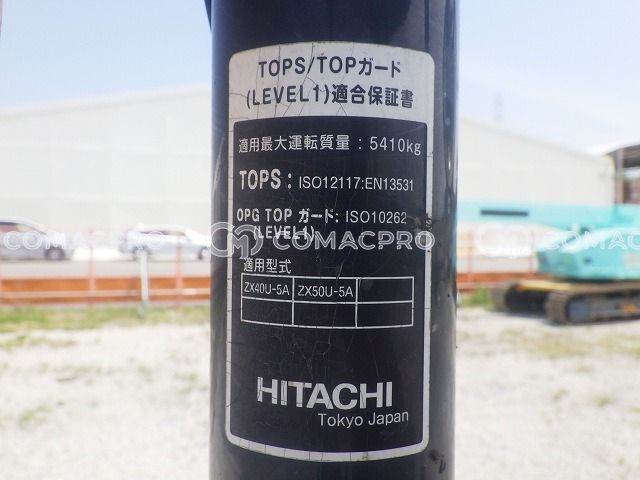 TOPS/TOPガード
(LEVEL1)適合保証書
適用最大運転質量：5410kg
TOPS：ISO12117:EN13531
OPG TOP ガード：ISO10262
(LEVEL1)
COMACPRO COMACPRO COMACPRO
適用型式
ZX40U-5A ZX50U-5A
HITACHI
Tokyo Japan